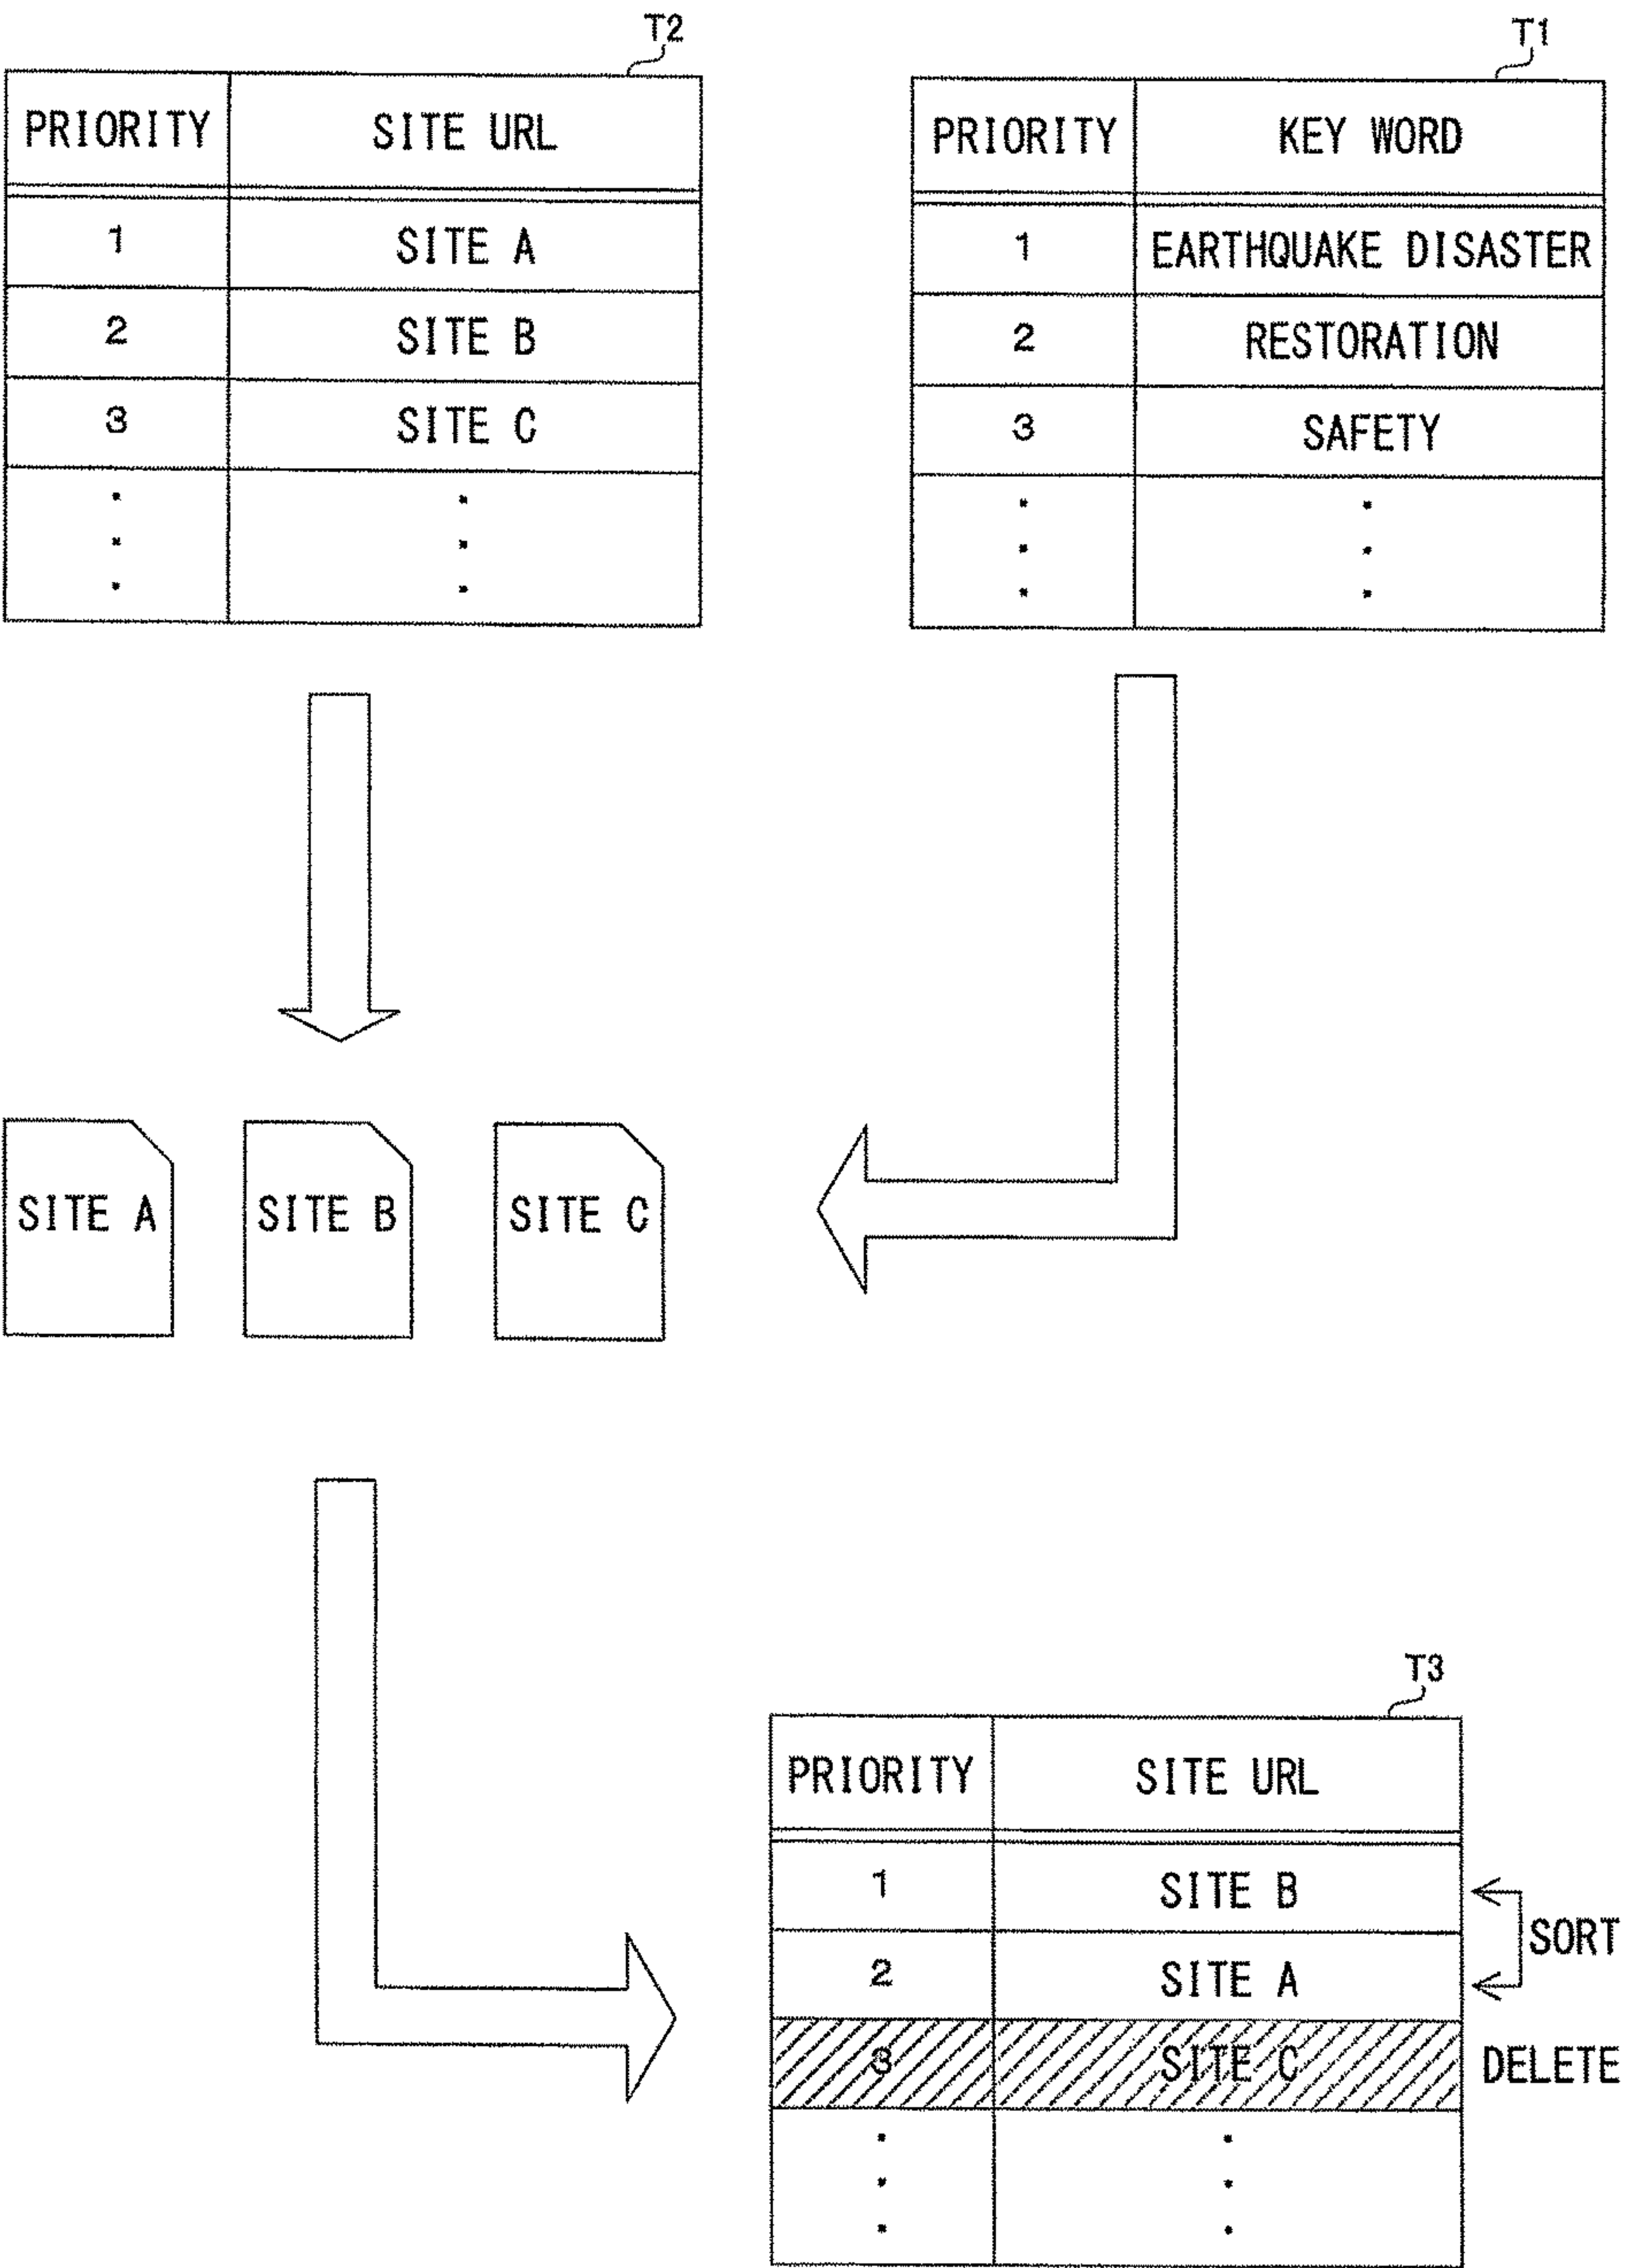 T2
PRIORITY SITE URL
1 SITE A
2 SITE B
3 SITE C
T1
PRIORITY KEY WORD
1 EARTHQUAKE DISASTER
2 RESTORATION
3 SAFETY
SITE A SITE B SITE C
T3
PRIORITY SITE URL
1 SITE B
2 SITE A
SORT
3 SITE C DELETE